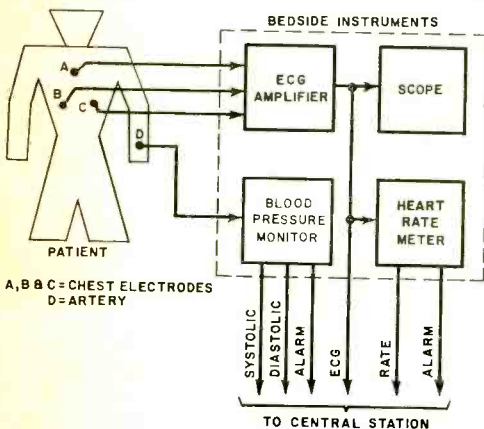 BEDSIDE INSTRUMENTS
A
B
C
D
ECG
AMPLIFIER
SCOPE
BLOOD
PRESSURE
MONITOR
HEART
RATE
METER
PATIENT
A,B & C = CHEST ELECTRODES
D = ARTERY
SYSTOLIC
DIASTOLIC
ALARM
ECG
RATE
ALARM
TO CENTRAL STATION